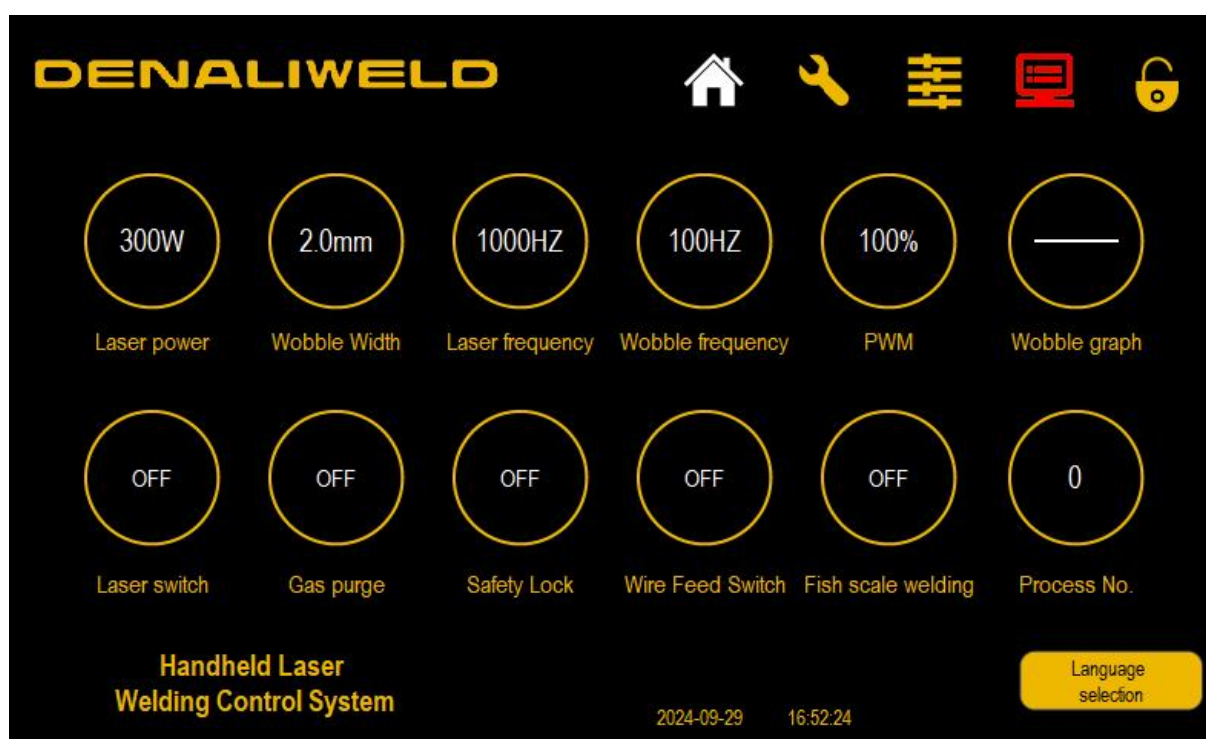 DENALIWELD
300W 2.0mm 1000HZ 100HZ 100%
Laser power Wobble Width Laser frequency Wobble frequency PWM Wobble graph
OFF OFF OFF OFF OFF 0
Laser switch Gas purge Safety Lock Wire Feed Switch Fish scale welding Process No.
Handheld Laser
Welding Control System
Language
selection
2024-09-29 16:52:24